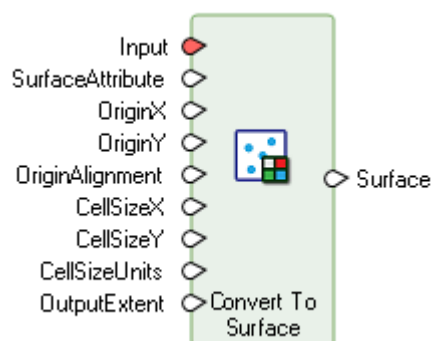 Input
SurfaceAttribute
OriginX
OriginY
OriginAlignment
CellSizeX
CellSizeY
CellSizeUnits
OutputExtent
Surface
Convert To
Surface